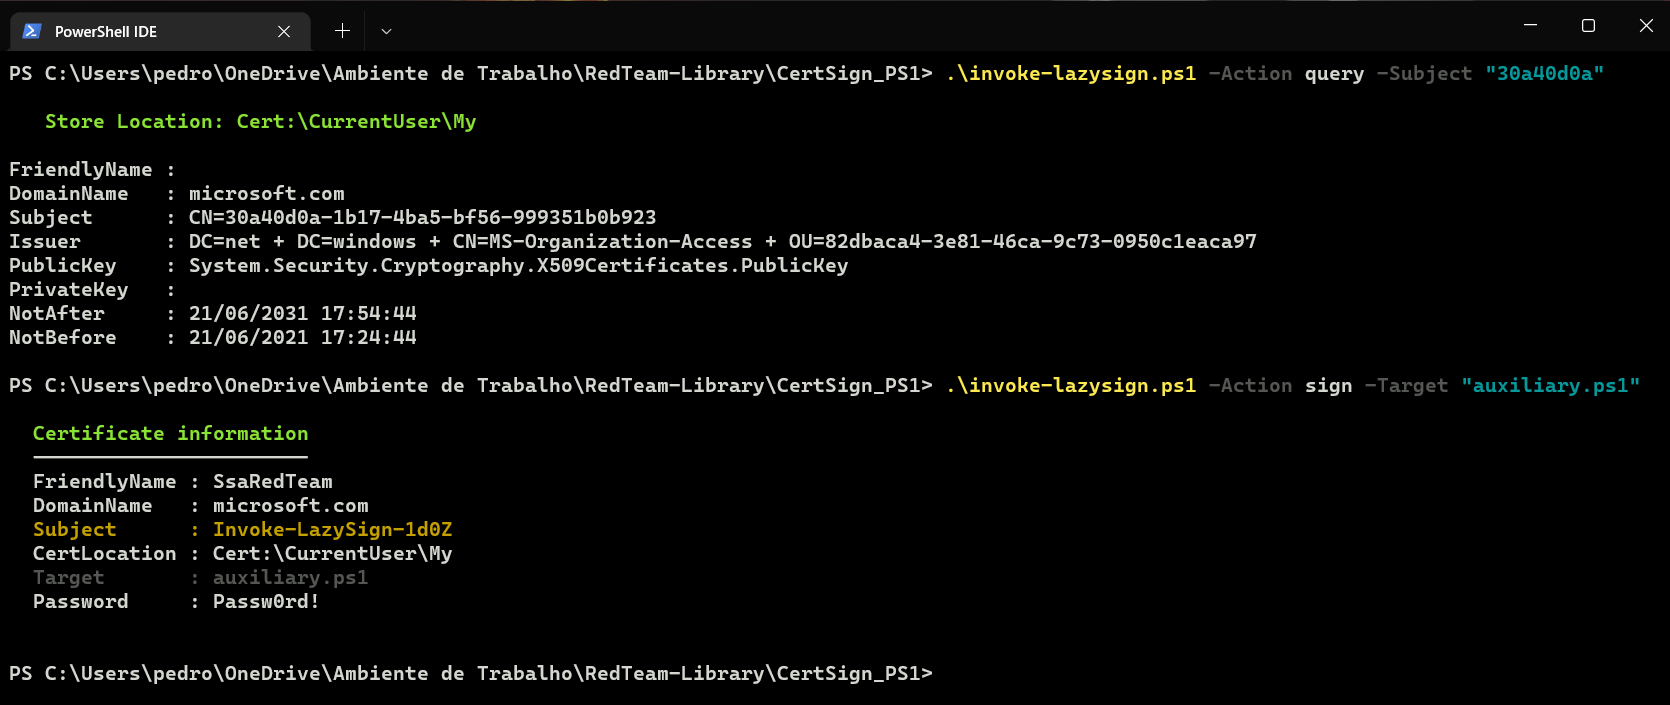 PowerShell IDE
PS C:\Users\pedro\OneDrive\Ambiente de Trabalho\RedTeam-Library\CertSign_PS1> .\invoke-lazysign.ps1 -Action query -Subject "30a40d0a"
Store Location: Cert:\CurrentUser\My
FriendlyName :
DomainName   : microsoft.com
Subject      : CN=30a40d0a-1b17-4ba5-bf56-999351b0b923
Issuer       : DC=net + DC=windows + CN=MS-Organization-Access + OU=82dbaca4-3e81-46ca-9c73-0950c1eaca97
PublicKey    : System.Security.Cryptography.X509Certificates.PublicKey
PrivateKey   :
NotAfter     : 21/06/2031 17:54:44
NotBefore    : 21/06/2021 17:24:44
PS C:\Users\pedro\OneDrive\Ambiente de Trabalho\RedTeam-Library\CertSign_PS1> .\invoke-lazysign.ps1 -Action sign -Target "auxiliary.ps1"
Certificate information
FriendlyName : SsaRedTeam
DomainName   : microsoft.com
Subject      : Invoke-LazySign-1d0Z
CertLocation : Cert:\CurrentUser\My
Target       : auxiliary.ps1
Password     : Passw0rd!
PS C:\Users\pedro\OneDrive\Ambiente de Trabalho\RedTeam-Library\CertSign_PS1>